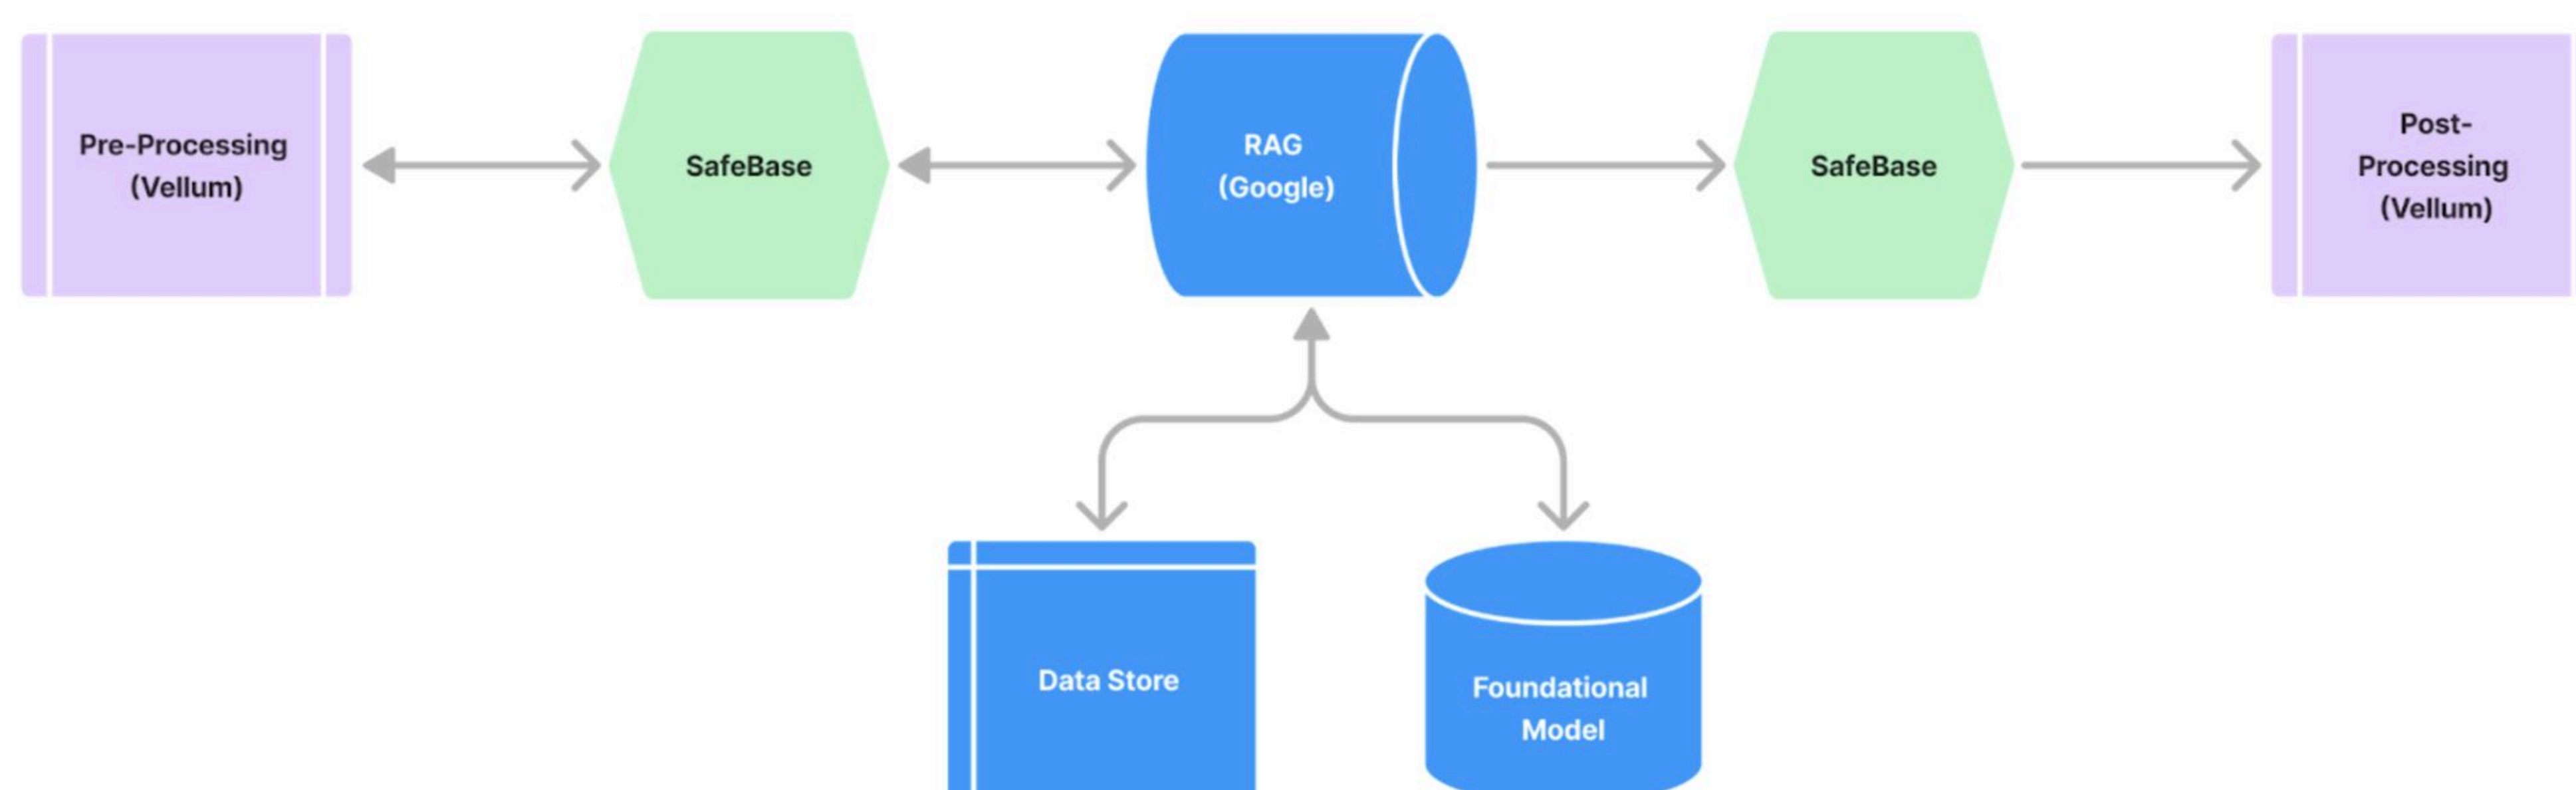 Pre-Processing
(Vellum)
SafeBase
RAG
(Google)
SafeBase
Post-
Processing
(Vellum)
Data Store
Foundational
Model